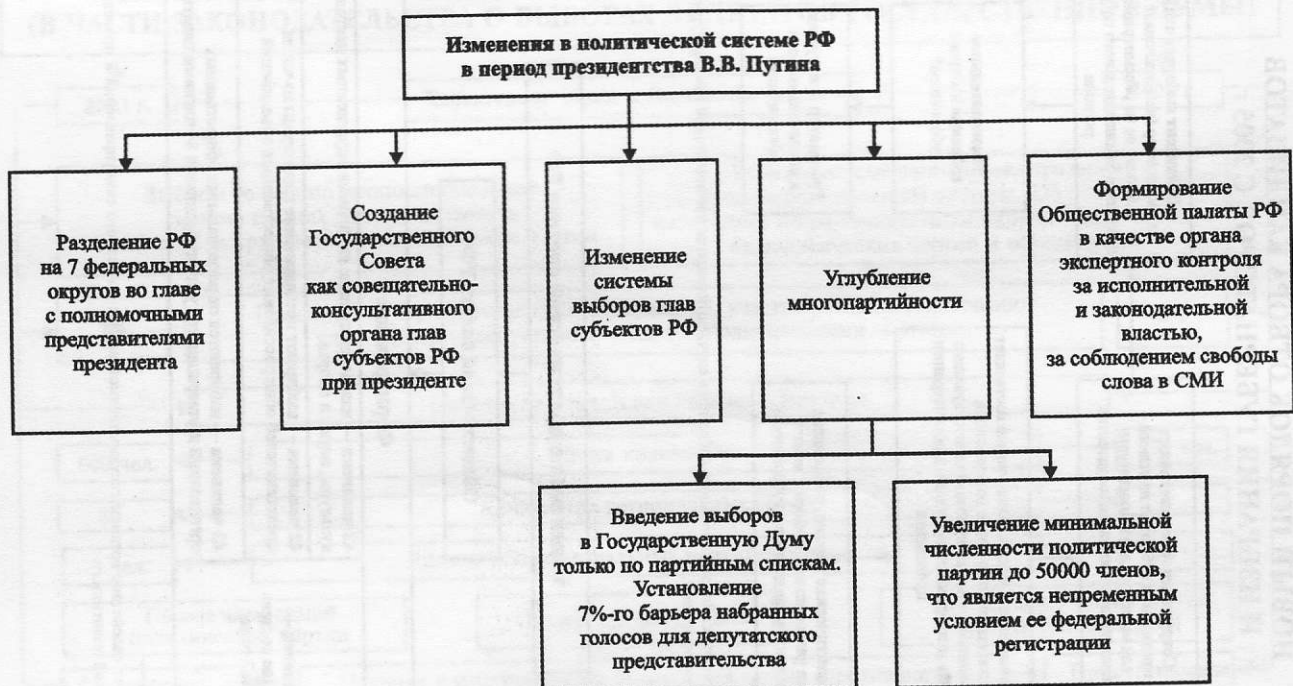 Изменения в политической системе РФ
в период президентства В.В. Путина
Разделение РФ
на 7 федеральных
округов во главе
с полномочными
представителями
президента
Создание
Государственного
Совета
как совещательно-
консультативного
органа глав
субъектов РФ
при президенте
Изменение
системы
выборов глав
субъектов РФ
Углубление
многопартийности
Формирование
Общественной палаты РФ
в качестве органа
экспертного контроля
за исполнительной
и законодательной
властью,
за соблюдением свободы
слова в СМИ
Введение выборов
в Государственную Думу
только по партийным спискам.
Установление
7%-го барьера набранных
голосов для депутатского
представительства
Увеличение минимальной
численности политической
партии до 50000 членов,
что является непременным
условием ее федеральной
регистрации